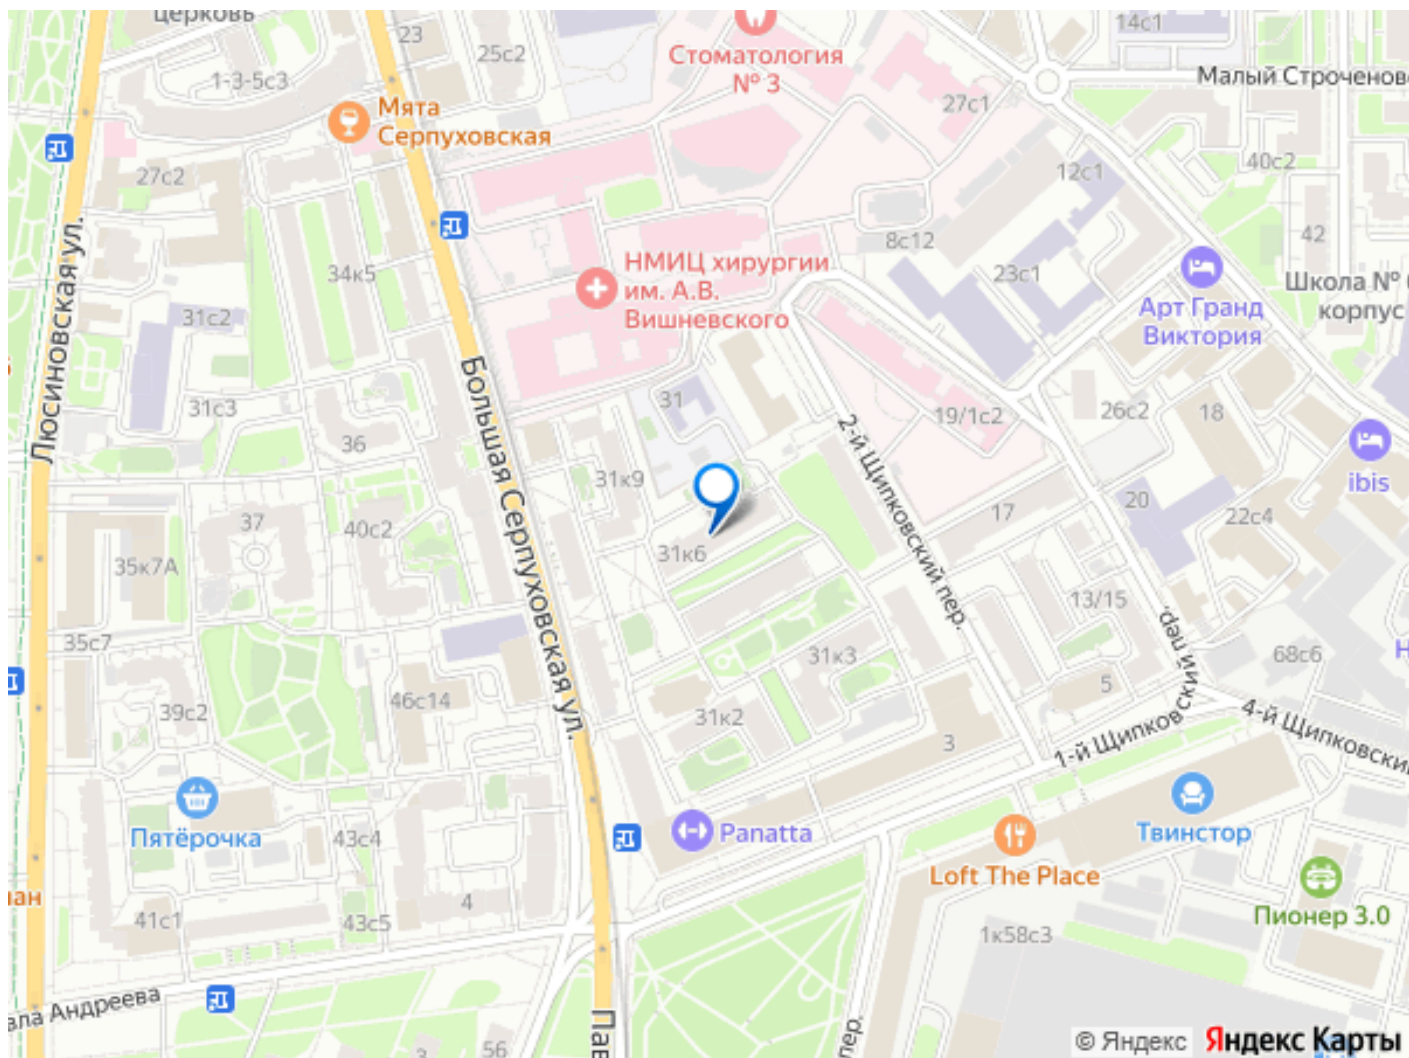 церковь
23
25с2
1-3-5с3
Мята
Серпуховская
27с2
Стоматология
№ 3
27с1
14с1
Малый Строченовс
40с2
12с1
42
8с12
23с1
НМИЦ хирургии
им. А.В.
Вишневского
34к5
31с2
Люсиновская ул.
31с3
36
Большая Серпуховская ул.
31
31к9
Арт Гранд
Виктория
Школа №
корпус
26с2
18
19/1с2
2-й Щипковский пер.
ibis
20
22с4
17
37
40с2
35к7А
31к6
13/15
35с7
31к3
5
68с6
39с2
46с14
31к2
3
1-й Щипковский пер.
4-й Щипковский
Пятёрочка
43с4
Panatta
Твинстор
Loft The Place
41с1
43с5
4
1к58с3
Пионер 3.0
лан
вла Андреева
Пав
пер.
3
56
© Яндекс
Яндекс Карты